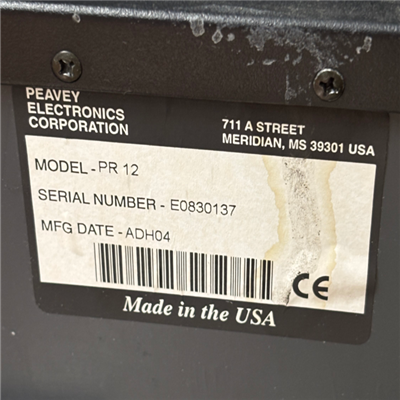 PEAVEY
ELECTRONICS
CORPORATION
711 A STREET
MERIDIAN, MS 39301 USA
MODEL - PR 12
SERIAL NUMBER - E0830137
MFG DATE - ADH04
CE
Made in the USA